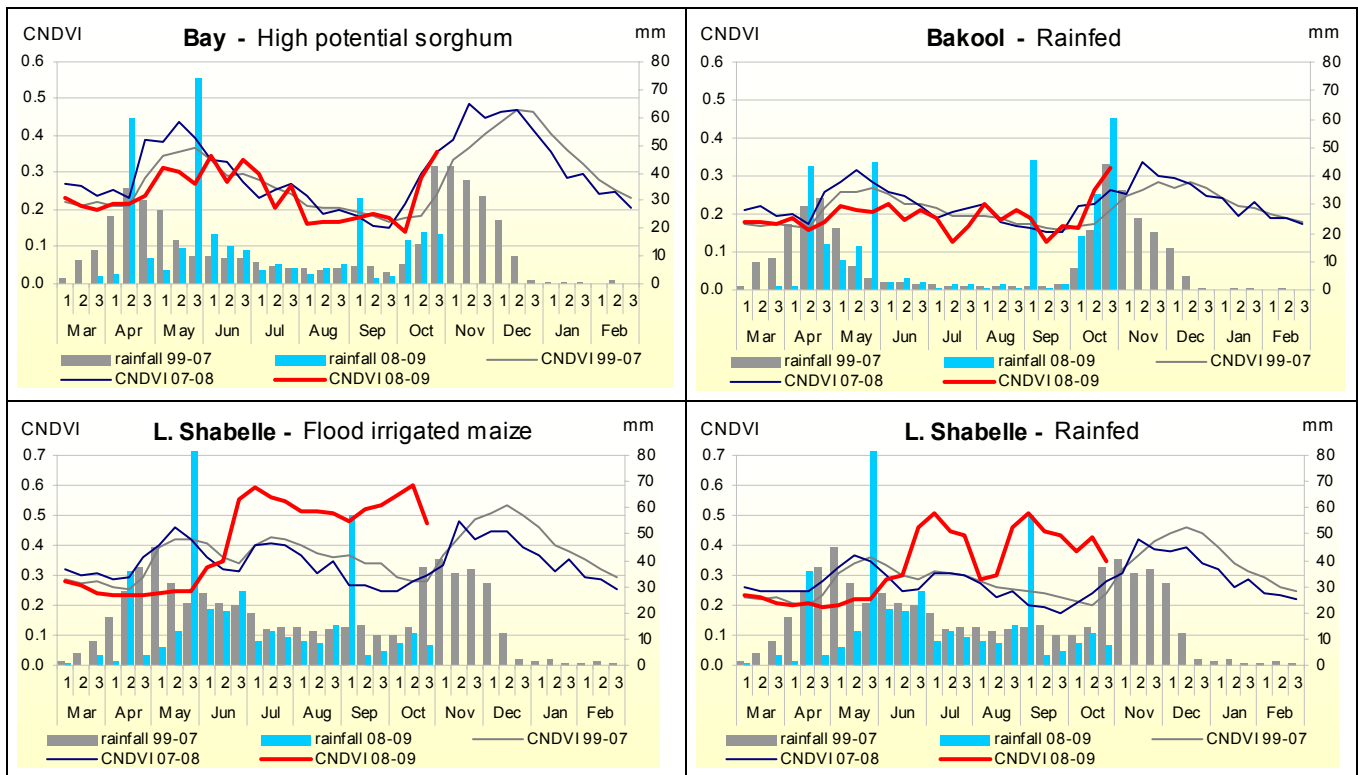 CNDVI Bay - High potential sorghum mm
0.6 80
0.5 70
60
0.4 50
0.3 40
0.2 30
20
0.1 10
0.0 0
1 2 3 1 2 3 1 2 3 1 2 3 1 2 3 1 2 3 1 2 3 1 2 3 1 2 3 1 2 3 1 2 3 1 2 3
Mar Apr May Jun Jul Aug Sep Oct Nov Dec Jan Feb
rainfall 99-07 rainfall 08-09 CNDVI 99-07
CNDVI 07-08 CNDVI 08-09
CNDVI Bakool - Rainfed mm
0.6 80
0.5 70
60
0.4 50
0.3 40
0.2 30
20
0.1 10
0.0 0
1 2 3 1 2 3 1 2 3 1 2 3 1 2 3 1 2 3 1 2 3 1 2 3 1 2 3 1 2 3 1 2 3 1 2 3
Mar Apr May Jun Jul Aug Sep Oct Nov Dec Jan Feb
rainfall 99-07 rainfall 08-09 CNDVI 99-07
CNDVI 07-08 CNDVI 08-09
CNDVI L. Shabelle - Flood irrigated maize mm
0.7 80
0.6 70
0.5 60
50
0.4 40
0.3 30
0.2 20
0.1 10
0.0 0
1 2 3 1 2 3 1 2 3 1 2 3 1 2 3 1 2 3 1 2 3 1 2 3 1 2 3 1 2 3 1 2 3 1 2 3
Mar Apr May Jun Jul Aug Sep Oct Nov Dec Jan Feb
rainfall 99-07 rainfall 08-09 CNDVI 99-07
CNDVI 07-08 CNDVI 08-09
CNDVI L. Shabelle - Rainfed mm
0.7 80
0.6 70
0.5 60
50
0.4 40
0.3 30
0.2 20
0.1 10
0.0 0
1 2 3 1 2 3 1 2 3 1 2 3 1 2 3 1 2 3 1 2 3 1 2 3 1 2 3 1 2 3 1 2 3 1 2 3
Mar Apr May Jun Jul Aug Sep Oct Nov Dec Jan Feb
rainfall 99-07 rainfall 08-09 CNDVI 99-07
CNDVI 07-08 CNDVI 08-09